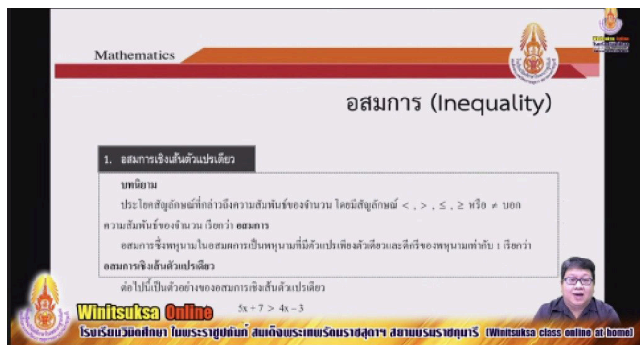 Mathematics
Winitsuksa Online
อสมการ (Inequality)
1. อสมการเชิงเส้นตัวแปรเดียว
บทนิยาม
ประโยคสัญลักษณ์ที่กล่าวถึงความสัมพันธ์ของจำนวน โดยมีสัญลักษณ์ < , > , ≤ , ≥ หรือ ≠ บอก
ความสัมพันธ์ของจำนวน เรียกว่า อสมการ
อสมการซึ่งพหุนามในอสมการเป็นพหุนามที่มีตัวแปรเพียงตัวเดียวและดีกรีของพหุนามเท่ากับ 1 เรียกว่า
อสมการเชิงเส้นตัวแปรเดียว
ต่อไปนี้เป็นตัวอย่างของอสมการเชิงเส้นตัวแปรเดียว
5x + 7 > 4x – 3
Winitsuksa Online
โรงเรียนวินิตศึกษา ในพระราชูปถัมภ์ สมเด็จพระเทพรัตนราชสุดาฯ สยามบรมราชกุมารี (Winitsuksa class online at home)